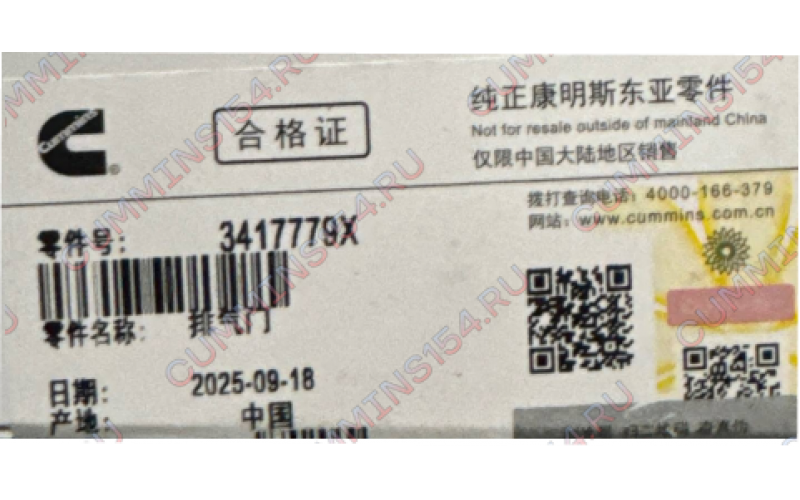 Cummins
合格证
纯正康明斯东亚零件
Not for resale outside of mainland China
仅限中国大陆地区销售
拨打查询电话：4000-166-379
网站：www.cummins.com.cn
零件号： 3417779X
零件名称： 排气门
日期： 2025-09-18
产地： 中国
CUMMINS154.RU